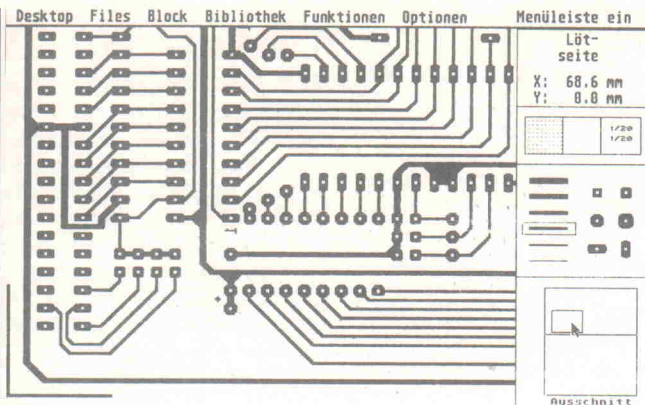 Desktop Files Block Bibliothek Funktionen Optionen Menüleiste ein
Löt-
seite
X: 68.6 mm
Y: 0.0 mm
1/20
1/20
Ausschnitt